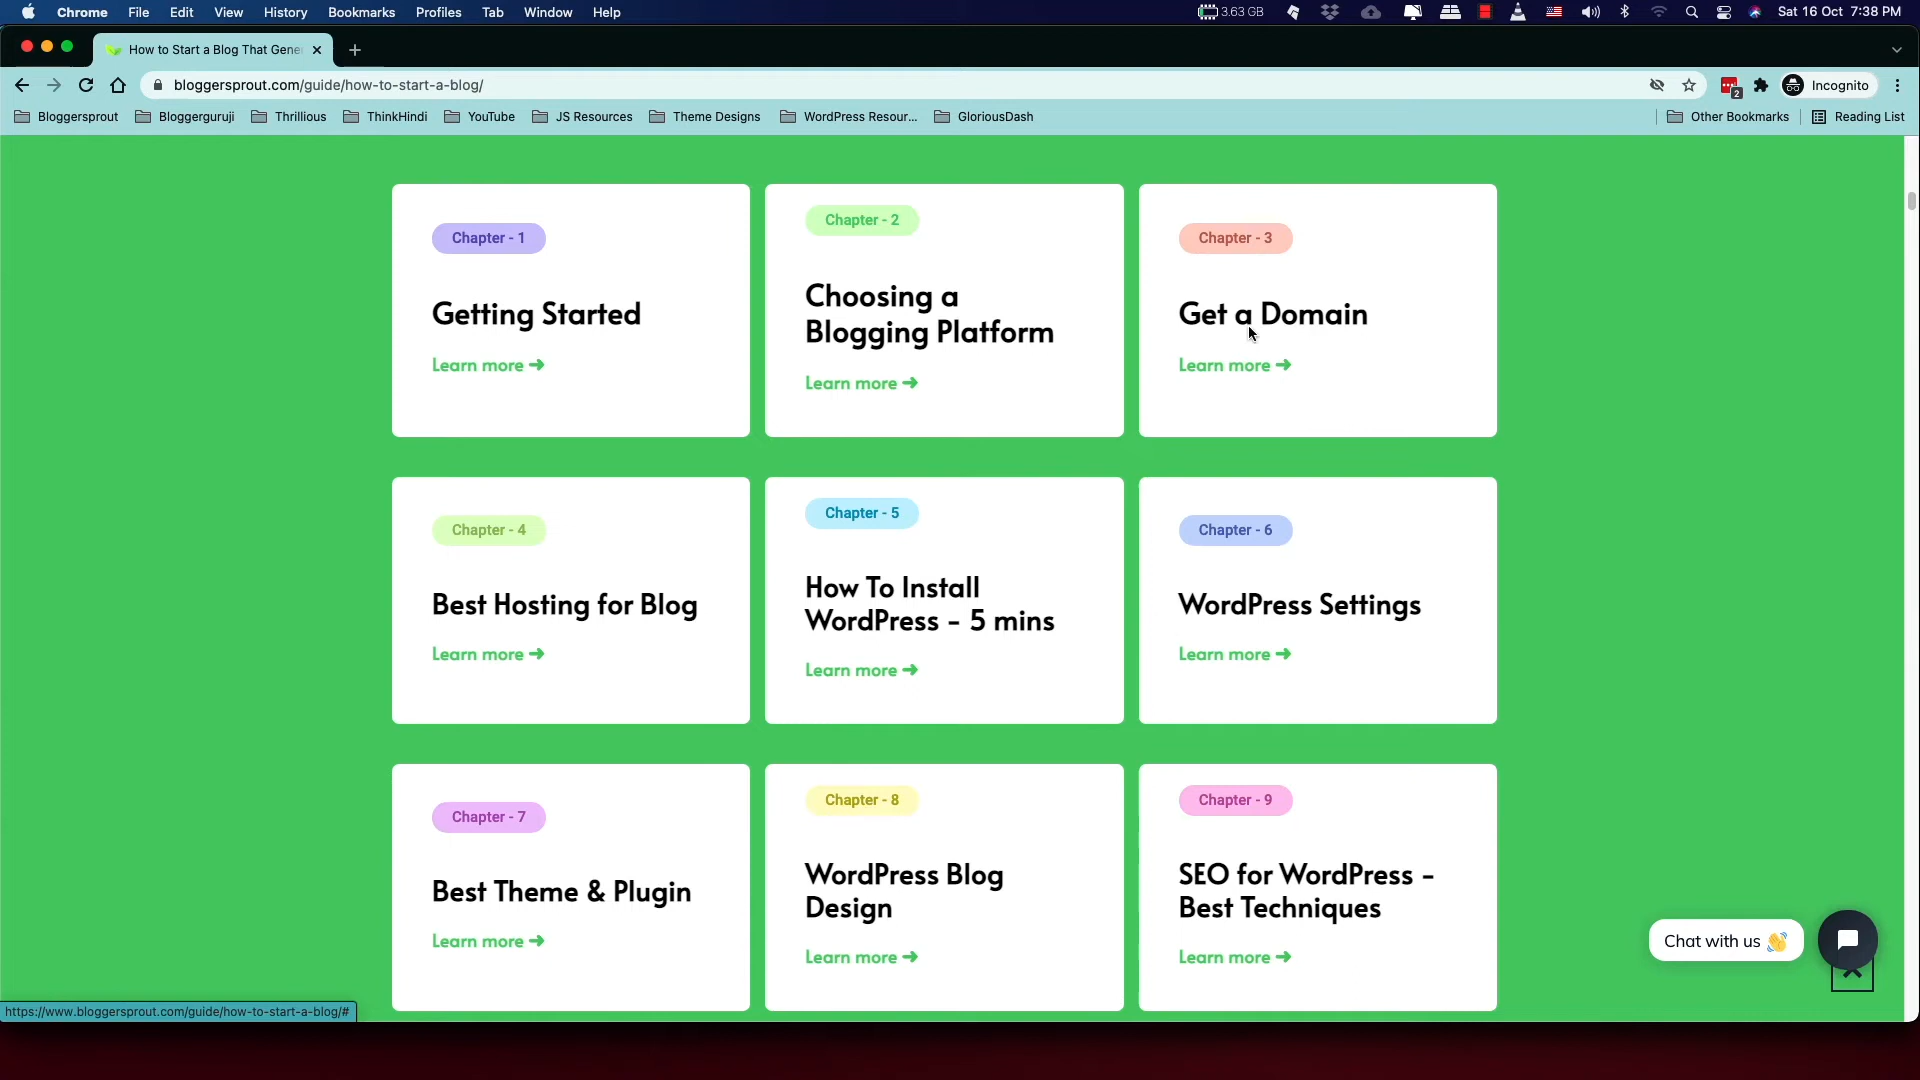 Chrome File Edit View History Bookmarks Profiles Tab Window Help 3.63 GB Sat 16 Oct 7:38 PM
How to Start a Blog That Gene
bloggersprout.com/guide/how-to-start-a-blog/ 2 Incognito
Bloggersprout Bloggerguruji Thrillious ThinkHindi YouTube JS Resources Theme Designs WordPress Resour... GloriousDash Other Bookmarks Reading List
Chapter - 1
Getting Started
Learn more ➜
Chapter - 2
Choosing a
Blogging Platform
Learn more ➜
Chapter - 3
Get a Domain
Learn more ➜
Chapter - 4
Best Hosting for Blog
Learn more ➜
Chapter - 5
How To Install
WordPress - 5 mins
Learn more ➜
Chapter - 6
WordPress Settings
Learn more ➜
Chapter - 7
Best Theme & Plugin
Learn more ➜
Chapter - 8
WordPress Blog
Design
Learn more ➜
Chapter - 9
SEO for WordPress -
Best Techniques
Learn more ➜
Chat with us 👋
https://www.bloggersprout.com/guide/how-to-start-a-blog/#